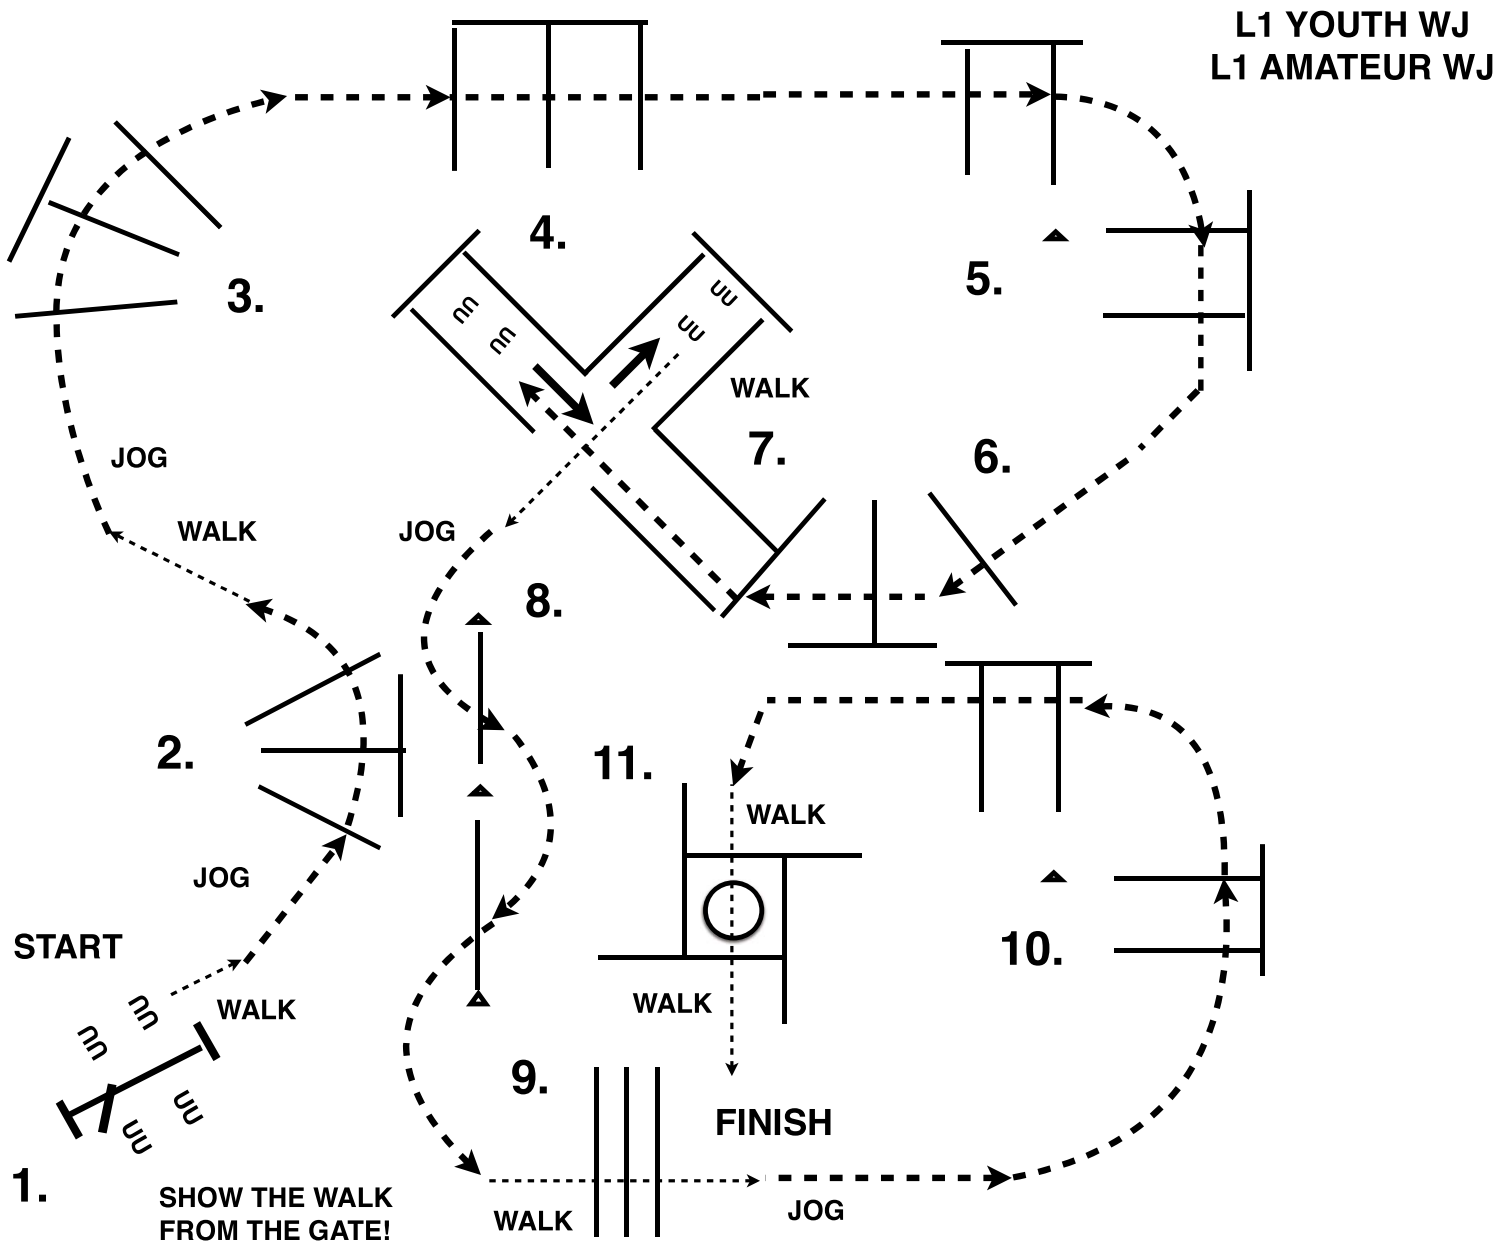 L1 YOUTH WJ
L1 AMATEUR WJ
4.
3.
5.
WALK
7.
6.
JOG
WALK
JOG
8.
2.
11.
WALK
JOG
START
10.
WALK
WALK
9.
FINISH
1.
SHOW THE WALK
FROM THE GATE!
WALK
JOG